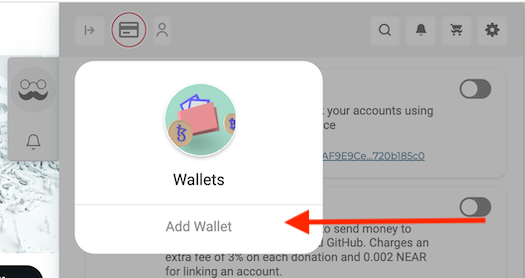 k your accounts using
ce
AF9E9Ce...720b185c0
Wallets
Add Wallet
to send money to
GitHub. Charges an
extra fee of 3% on each donation and 0.002 NEAR
for linking an account.